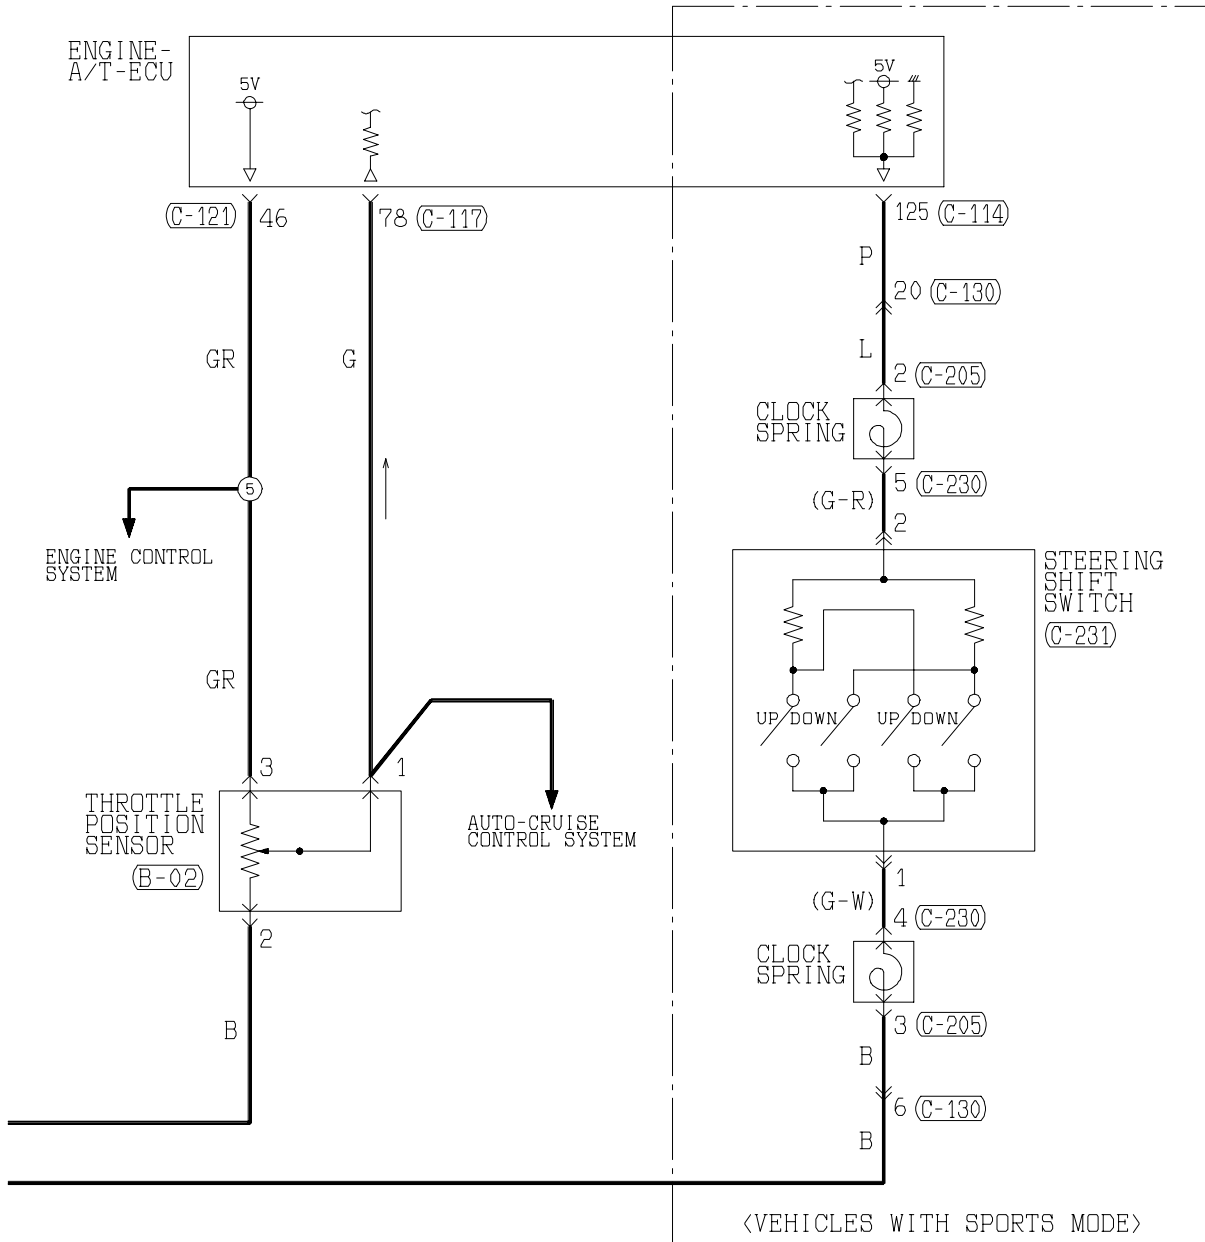 ENGINE-
A/T-ECU
5V
5V
(C-121) 46
78 (C-117)
125 (C-114)
P
20 (C-130)
L
GR
G
2 (C-205)
CLOCK
SPRING
5 (C-230)
(G-R)
2
5
ENGINE CONTROL
SYSTEM
STEERING
SHIFT
SWITCH
(C-231)
GR
UP DOWN
UP DOWN
3
1
THROTTLE
POSITION
SENSOR
(B-02)
AUTO-CRUISE
CONTROL SYSTEM
1
(G-W)
4 (C-230)
2
CLOCK
SPRING
B
3 (C-205)
B
6 (C-130)
B
<VEHICLES WITH SPORTS MODE>